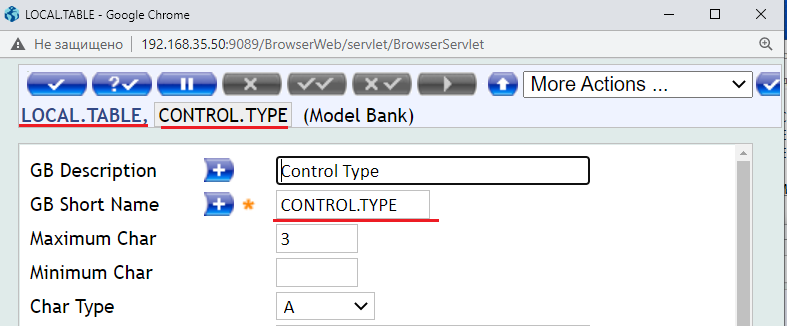 LOCAL.TABLE - Google Chrome
Не защищено 192.168.35.50:9089/BrowserWeb/servlet/BrowserServlet
More Actions ...
LOCAL.TABLE, CONTROL.TYPE (Model Bank)
GB Description Control Type
GB Short Name * CONTROL.TYPE
Maximum Char 3
Minimum Char
Char Type A